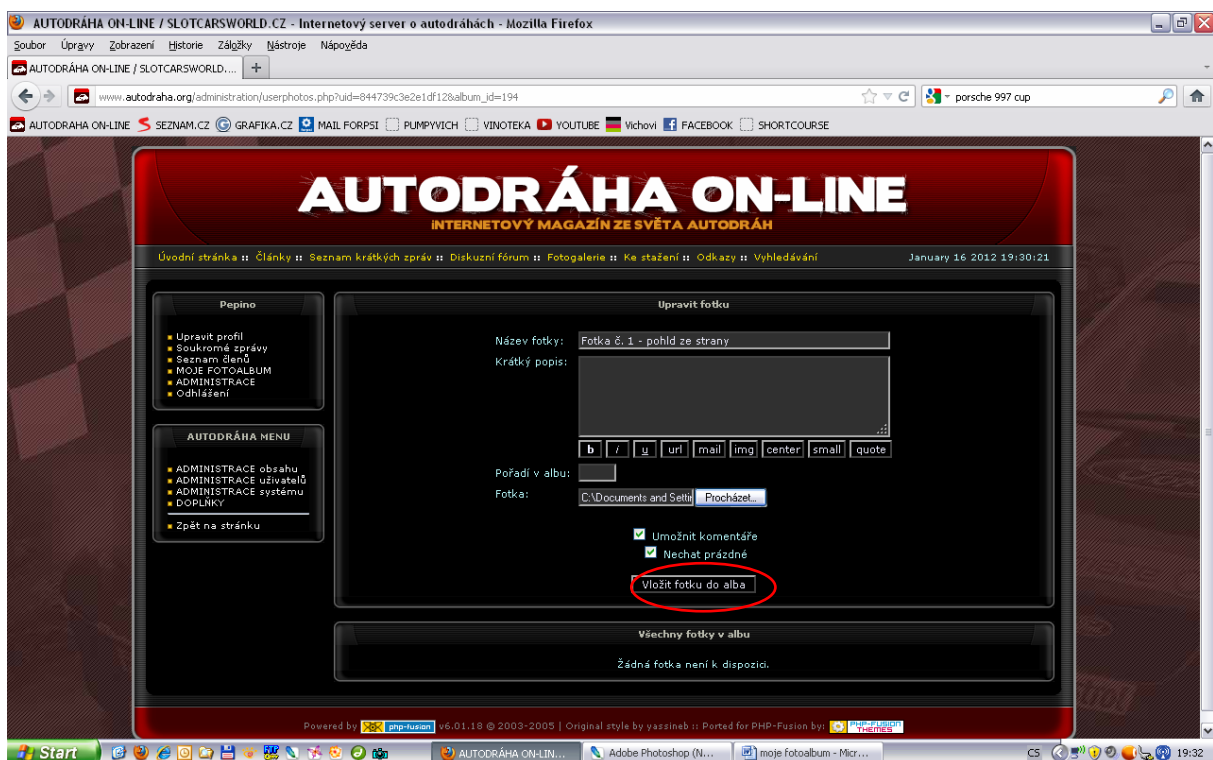 AUTODRÁHA ON-LINE / SLOTCARSWORLD.CZ - Internetový server o autodráhách - Mozilla Firefox
Soubor Úpravy Zobrazení Historie Záložky Nástroje Nápověda
AUTODRÁHA ON-LINE / SLOTCARSWORLD.... +
www.autodraha.org/administration/userphotos.php?uid=844739c3e2e1df12&album_id=194
porsche 997 cup
AUTODRAHA ON-LINE SEZNAM.CZ GRAFIKA.CZ MAIL FORPSI PUMPYVICH VINOTEKA YOUTUBE Vichovi FACEBOOK SHORTCOURSE
AUTODRÁHA ON-LINE
INTERNETOVÝ MAGAZÍN ZE SVĚTA AUTODRÁH
Úvodní stránka :: Články :: Seznam krátkých zpráv :: Diskuzní fórum :: Fotogalerie :: Ke stažení :: Odkazy :: Vyhledávání
January 16 2012 19:30:21
Pepino
Upravit profil
Soukromé zprávy
Seznam členů
MOJE FOTOALBUM
ADMINISTRACE
Odhlášení
AUTODRÁHA MENU
ADMINISTRACE obsahu
ADMINISTRACE uživatelů
ADMINISTRACE systému
DOPLŇKY
Zpět na stránku
Upravit fotku
Název fotky: Fotka č. 1 - pohld ze strany
Krátký popis:
b i u url mail img center small quote
Pořadí v albu:
Fotka: C:\Documents and Settin Procházet...
Umožnit komentáře
Nechat prázdné
Vložit fotku do alba
Všechny fotky v albu
Žádná fotka není k dispozici.
Powered by php-fusion v6.01.18 © 2003-2005 | Original style by yassineb :: Ported for PHP-Fusion by: PHP-FUSION THEMES
Start AUTODRÁHA ON-LIN... Adobe Photoshop (N... moje fotoalbum - Micr... CS 19:32